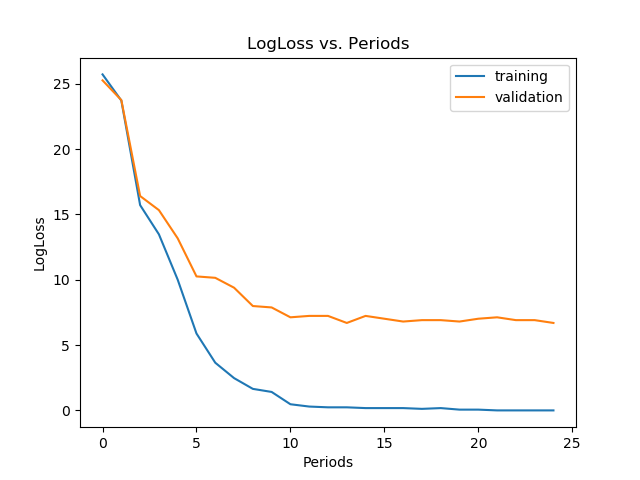 LogLoss vs. Periods
training
validation
LogLoss
25
20
15
10
5
0
0 5 10 15 20 25
Periods